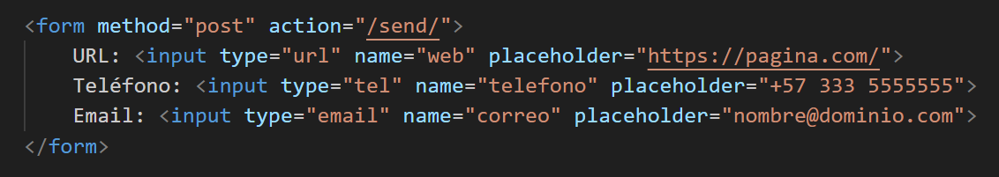 <form method="post" action="/send/">
URL: <input type="url" name="web" placeholder="https://pagina.com/">
Teléfono: <input type="tel" name="telefono" placeholder="+57 333 5555555">
Email: <input type="email" name="correo" placeholder="nombre@dominio.com">
</form>